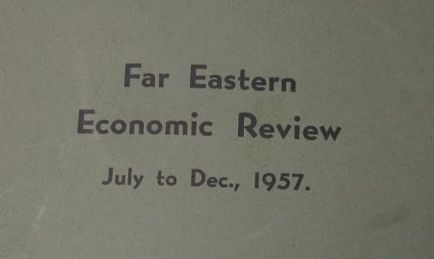 Far Eastern
Economic Review
July to Dec., 1957.